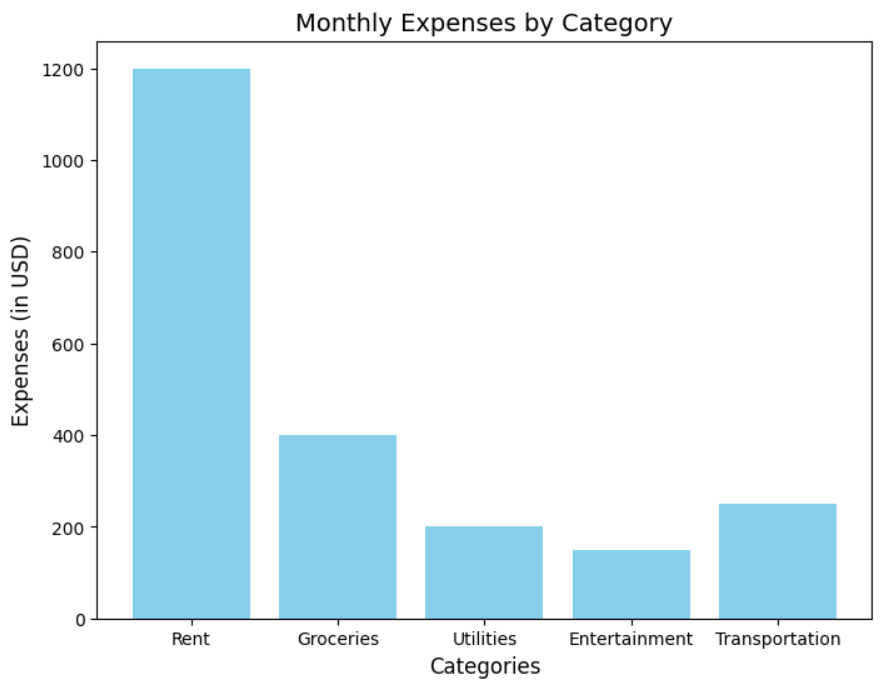 Monthly Expenses by Category
Expenses (in USD)
1200
1000
800
600
400
200
0
Rent Groceries Utilities Entertainment Transportation
Categories